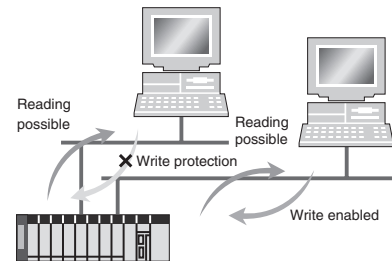 Reading
possible
Reading
possible
Write protection
Write enabled